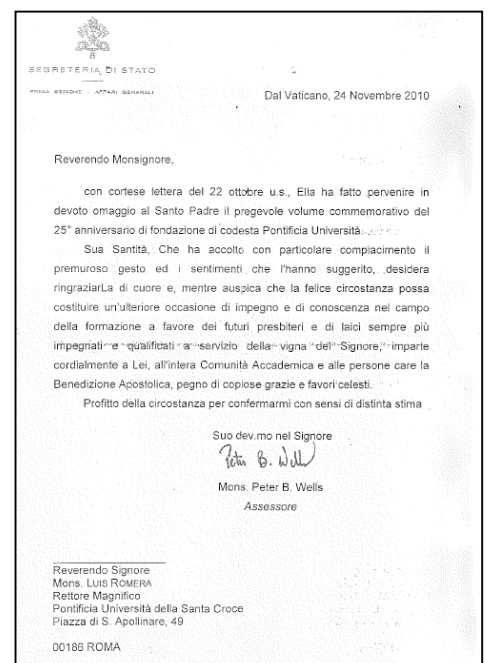 SEGRETERIA DI STATO
PRIMA SEZIONE - AFFARI GENERALI
Dal Vaticano, 24 Novembre 2010
Reverendo Monsignore,
con cortese lettera del 22 ottobre u.s., Ella ha fatto pervenire in
devoto omaggio al Santo Padre il pregevole volume commemorativo del
25° anniversario di fondazione di codesta Pontificia Università.
Sua Santità, Che ha accolto con particolare compiacimento il
premuroso gesto ed i sentimenti che l'hanno suggerito, desidera
ringraziarLa di cuore e, mentre auspica che la felice circostanza possa
costituire un'ulteriore occasione di impegno e di conoscenza nel campo
della formazione a favore dei futuri presbiteri e di laici sempre più
impegnati e qualificati a servizio della vigna del Signore, imparte
cordialmente a Lei, all'intera Comunità Accademica e alle persone care la
Benedizione Apostolica, pegno di copiose grazie e favori celesti.
Profitto della circostanza per confermarmi con sensi di distinta stima
Suo dev.mo nel Signore
Peter B. Wells
Mons. Peter B. Wells
Assessore
Reverendo Signore
Mons. LUIS ROMERA
Rettore Magnifico
Pontificia Università della Santa Croce
Piazza di S. Apollinare, 49
00186 ROMA